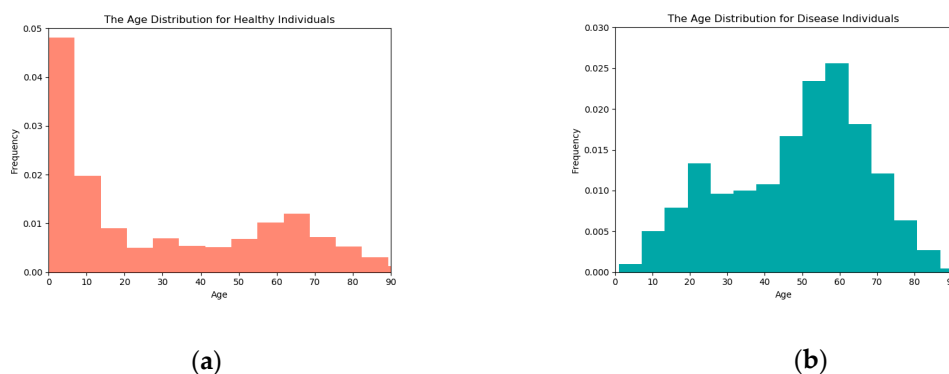 The Age Distribution for Healthy Individuals
0.05
0.04
0.03
0.02
0.01
0.00
Frequency
0 10 20 30 40 50 60 70 80 90
Age
(a)
The Age Distribution for Disease Individuals
0.030
0.025
0.020
0.015
0.010
0.005
0.000
Frequency
0 10 20 30 40 50 60 70 80
Age
(b)